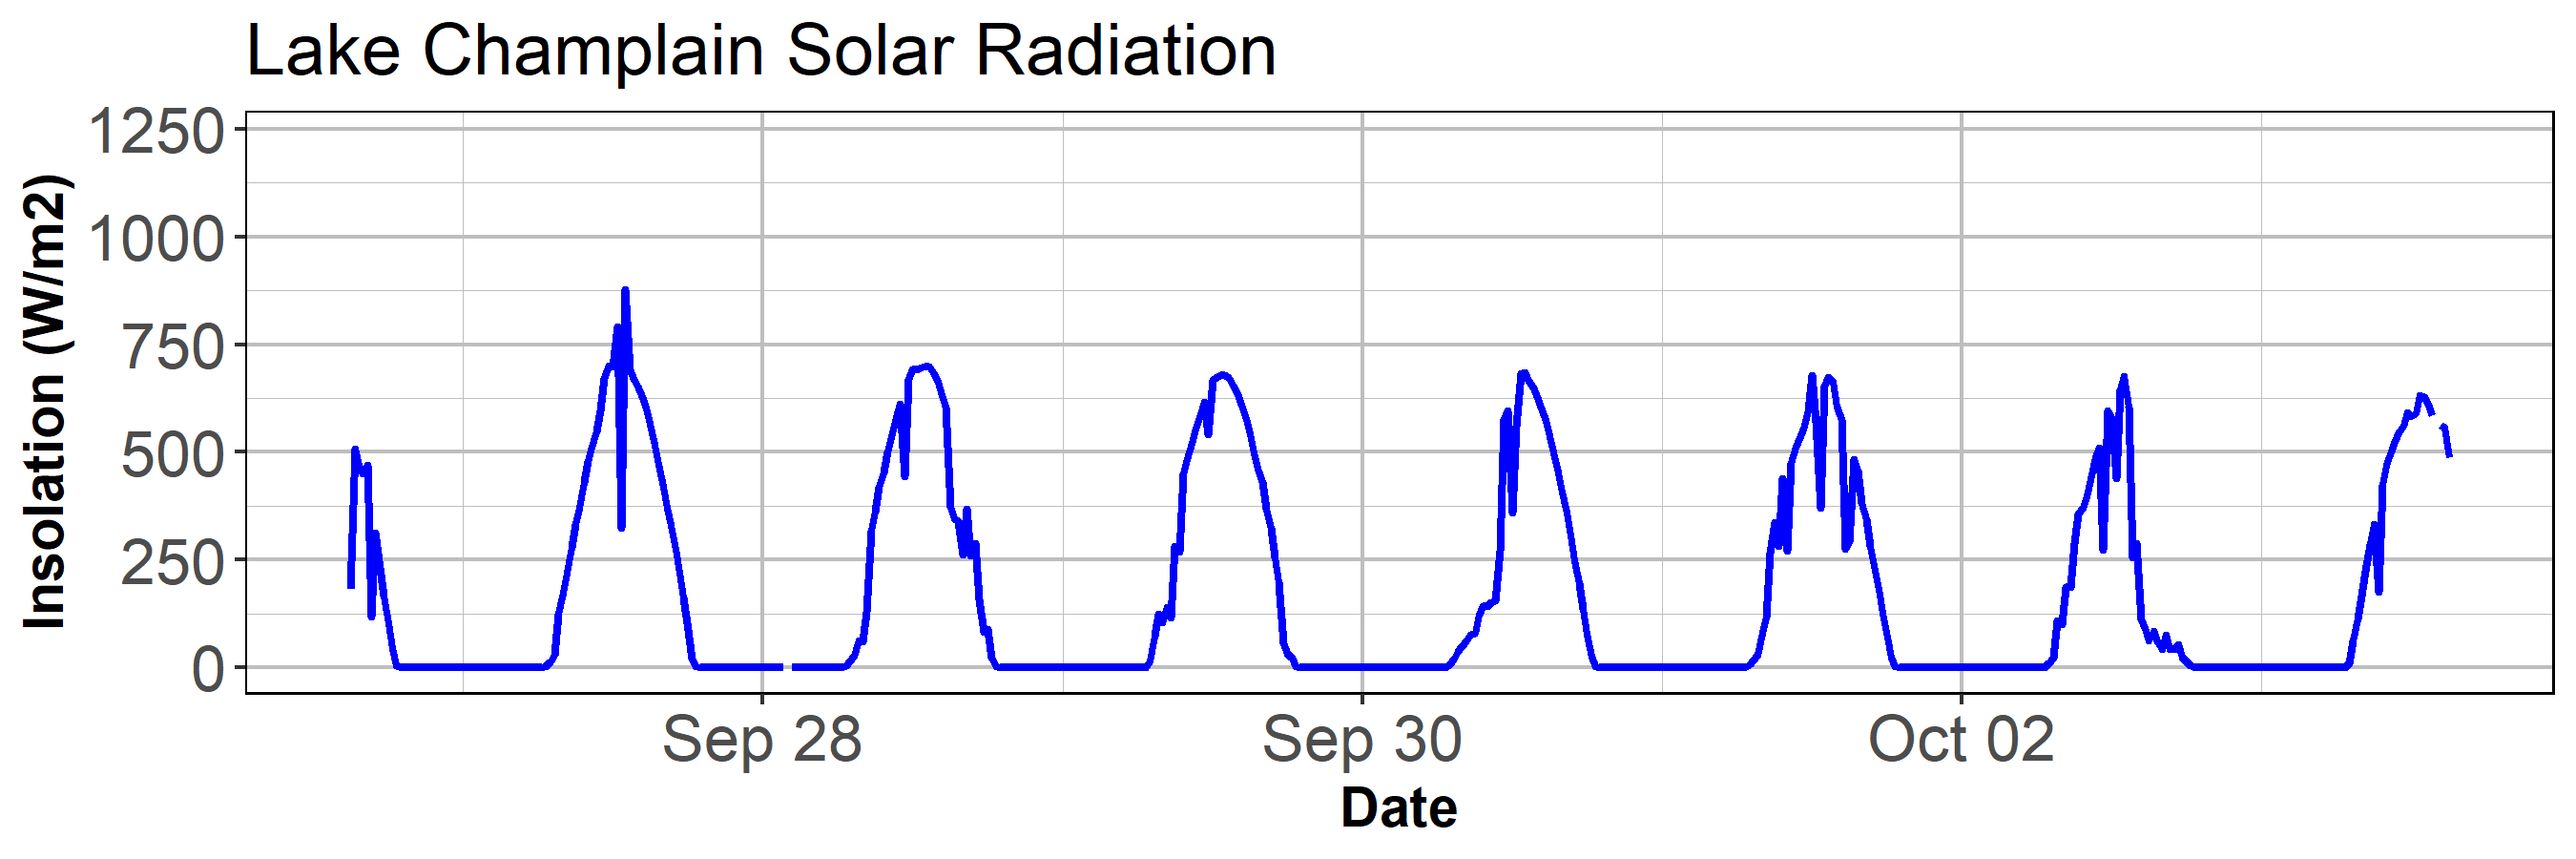 Lake Champlain Solar Radiation
1250
1000
750
500
250
0
Insolation (W/m2)
Sep 28
Sep 30
Oct 02
Date